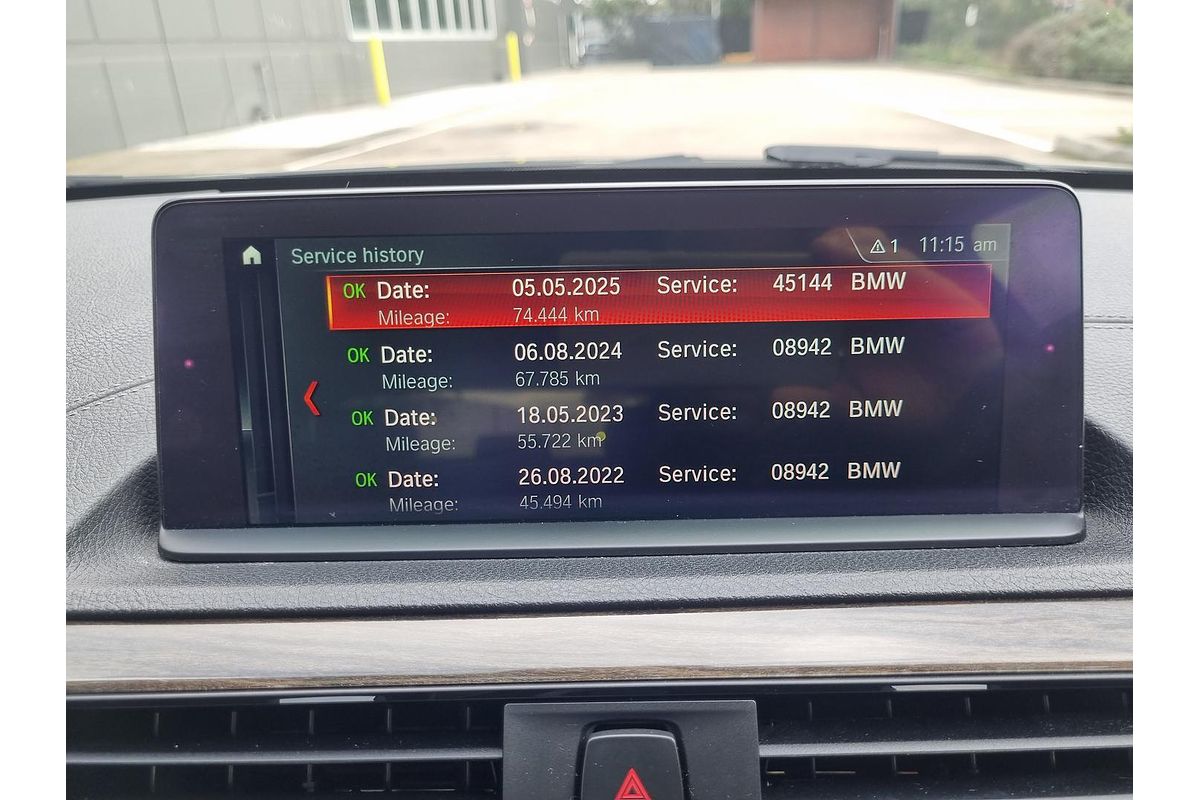 Service history
1 11:15 am
OK Date: 05.05.2025 Service: 45144 BMW
Mileage: 74.444 km
OK Date: 06.08.2024 Service: 08942 BMW
Mileage: 67.785 km
OK Date: 18.05.2023 Service: 08942 BMW
Mileage: 55.722 km
OK Date: 26.08.2022 Service: 08942 BMW
Mileage: 45.494 km